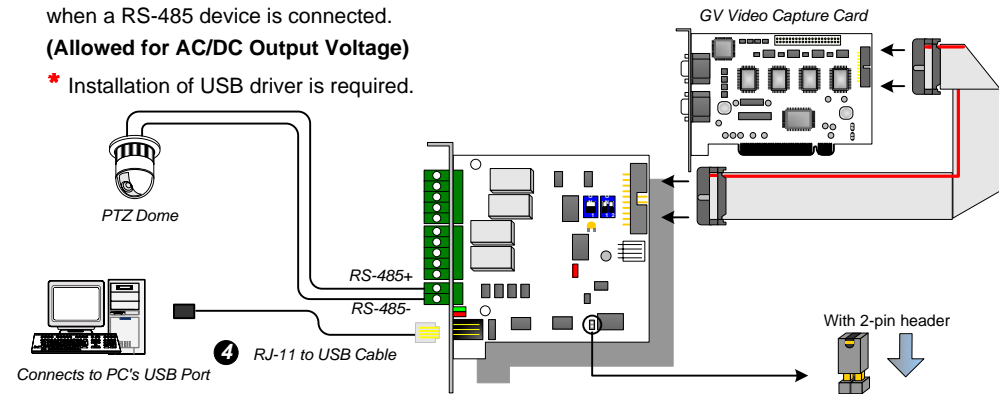 when a RS-485 device is connected.
(Allowed for AC/DC Output Voltage)
* Installation of USB driver is required.
GV Video Capture Card
PTZ Dome
RS-485+
RS-485-
With 2-pin header
4 RJ-11 to USB Cable
Connects to PC's USB Port